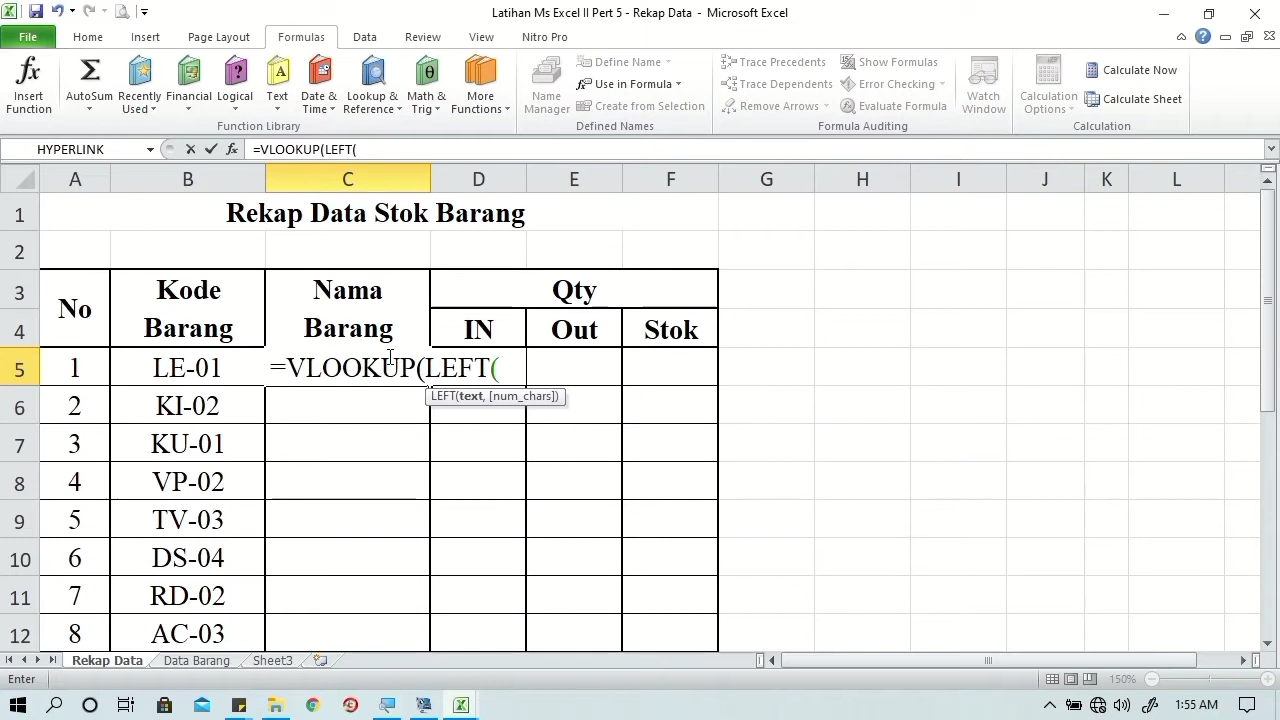 Latihan Ms Excel II Pert 5 - Rekap Data - Microsoft Excel
File Home Insert Page Layout Formulas Data Review View Nitro Pro
Insert Function
AutoSum
Recently Used
Financial
Logical
Text
Date & Time
Lookup & Reference
Math & Trig
More Functions
Function Library
Name Manager
Define Name
Use in Formula
Create from Selection
Defined Names
Trace Precedents
Trace Dependents
Remove Arrows
Show Formulas
Error Checking
Evaluate Formula
Formula Auditing
Watch Window
Calculation Options
Calculate Now
Calculate Sheet
Calculation
HYPERLINK fx =VLOOKUP(LEFT(
A B C D E F G H I J K L
1 Rekap Data Stok Barang
2
3 No Kode Barang Nama Barang Qty
4 IN Out Stok
5 1 LE-01 =VLOOKUP(LEFT(
LEFT(text, [num_chars])
6 2 KI-02
7 3 KU-01
8 4 VP-02
9 5 TV-03
10 6 DS-04
11 7 RD-02
12 8 AC-03
Rekap Data Data Barang Sheet3
Enter 150%
1:55 AM